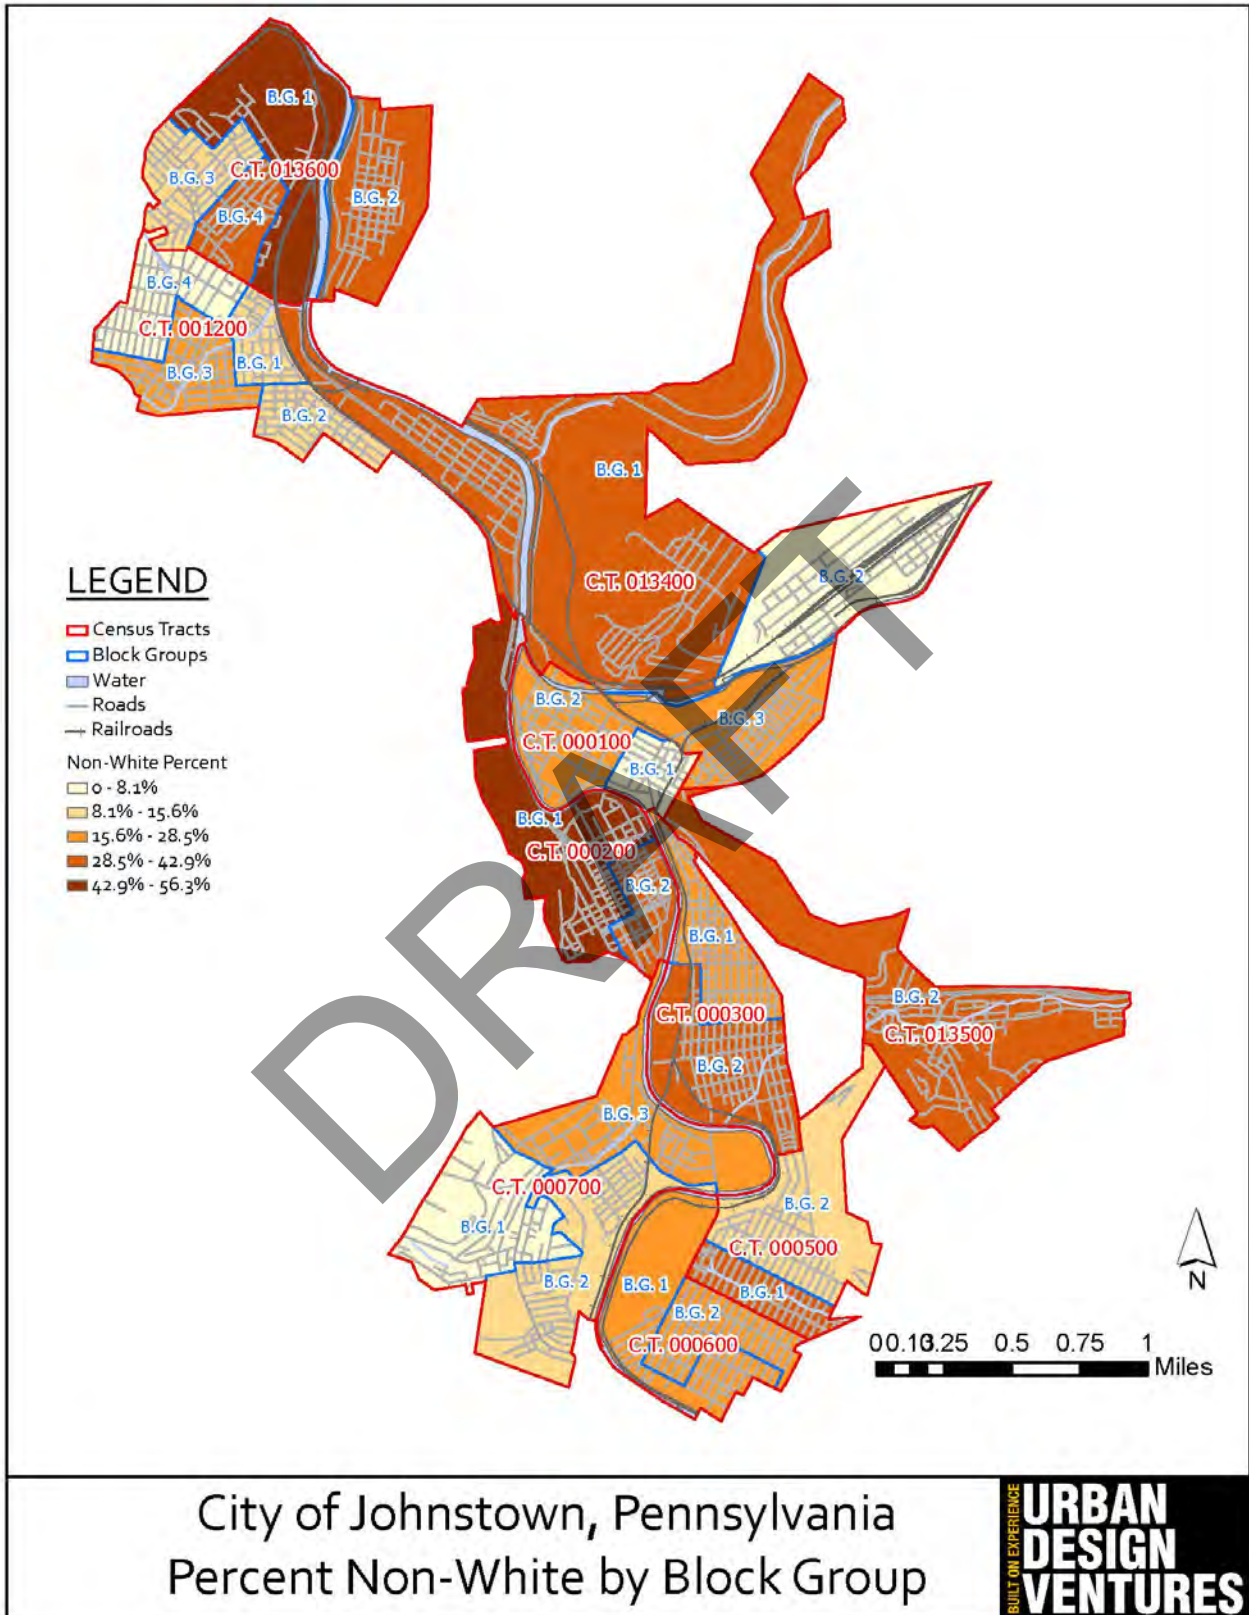 B.G. 1
C.T. 013600
B.G. 3
B.G. 2
B.G. 4
B.G. 4
C.T. 001200
B.G. 3
B.G. 1
B.G. 2
B.G. 1
C.T. 013400
B.G. 2
LEGEND
Census Tracts
Block Groups
Water
Roads
Railroads
Non-White Percent
0 - 8.1%
8.1% - 15.6%
15.6% - 28.5%
28.5% - 42.9%
42.9% - 56.3%
B.G. 2
B.G. 3
C.T. 000100
B.G. 1
B.G. 1
C.T. 000200
B.G. 2
B.G. 1
B.G. 2
C.T. 000300
C.T. 013500
B.G. 2
B.G. 3
C.T. 000700
B.G. 1
B.G. 2
B.G. 2
C.T. 000500
B.G. 1
B.G. 1
B.G. 2
C.T. 000600
DRAFT
N
0 0.13 0.25 0.5 0.75 1
Miles
City of Johnstown, Pennsylvania
Percent Non-White by Block Group
BUILT ON EXPERIENCE
URBAN
DESIGN
VENTURES